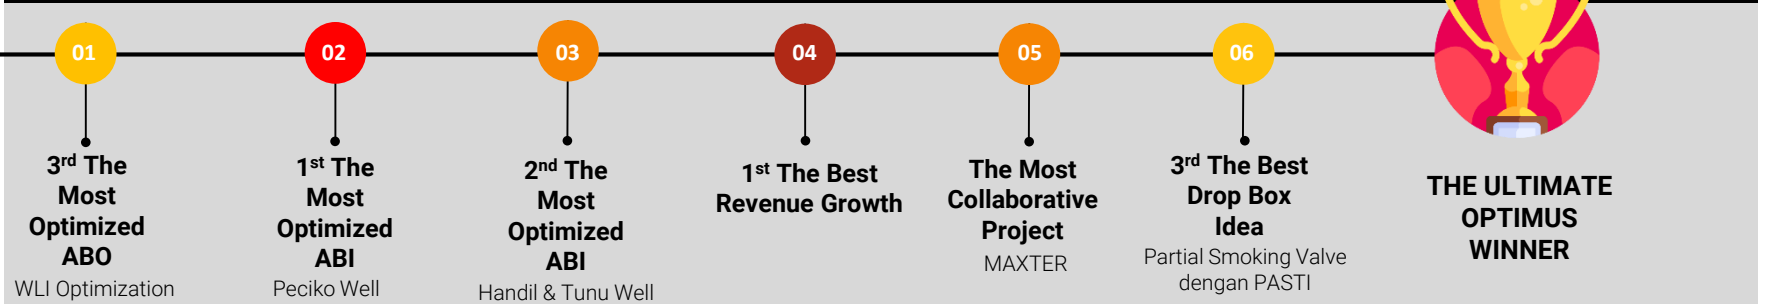 01
3rd The
Most
Optimized
ABO
WLI Optimization
02
1st The
Most
Optimized
ABI
Peciko Well
03
2nd The
Most
Optimized
ABI
Handil & Tunu Well
04
1st The Best
Revenue Growth
05
The Most
Collaborative
Project
MAXTER
06
3rd The Best
Drop Box
Idea
Partial Smoking Valve
dengan PASTI
THE ULTIMATE
OPTIMUS
WINNER